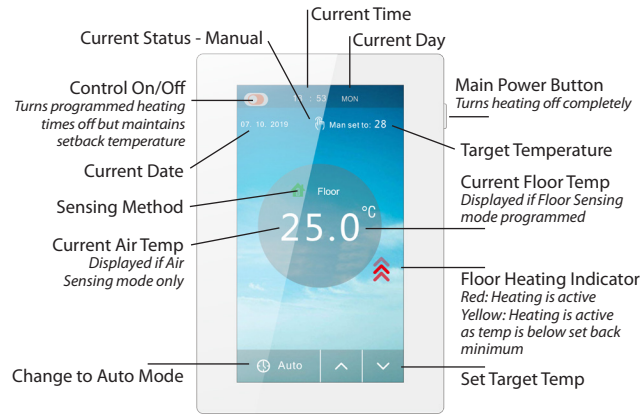 Current Time
Current Status - Manual
Current Day
Control On/Off
Turns programmed heating
times off but maintains
setback temperature
Current Date
Sensing Method
Current Air Temp
Displayed if Air
Sensing mode only
Change to Auto Mode
: 53 MON
07. 10. 2019
Man set to: 28
Floor
25.0°C
Auto
Main Power Button
Turns heating off completely
Target Temperature
Current Floor Temp
Displayed if Floor Sensing
mode programmed
Floor Heating Indicator
Red: Heating is active
Yellow: Heating is active
as temp is below set back
minimum
Set Target Temp